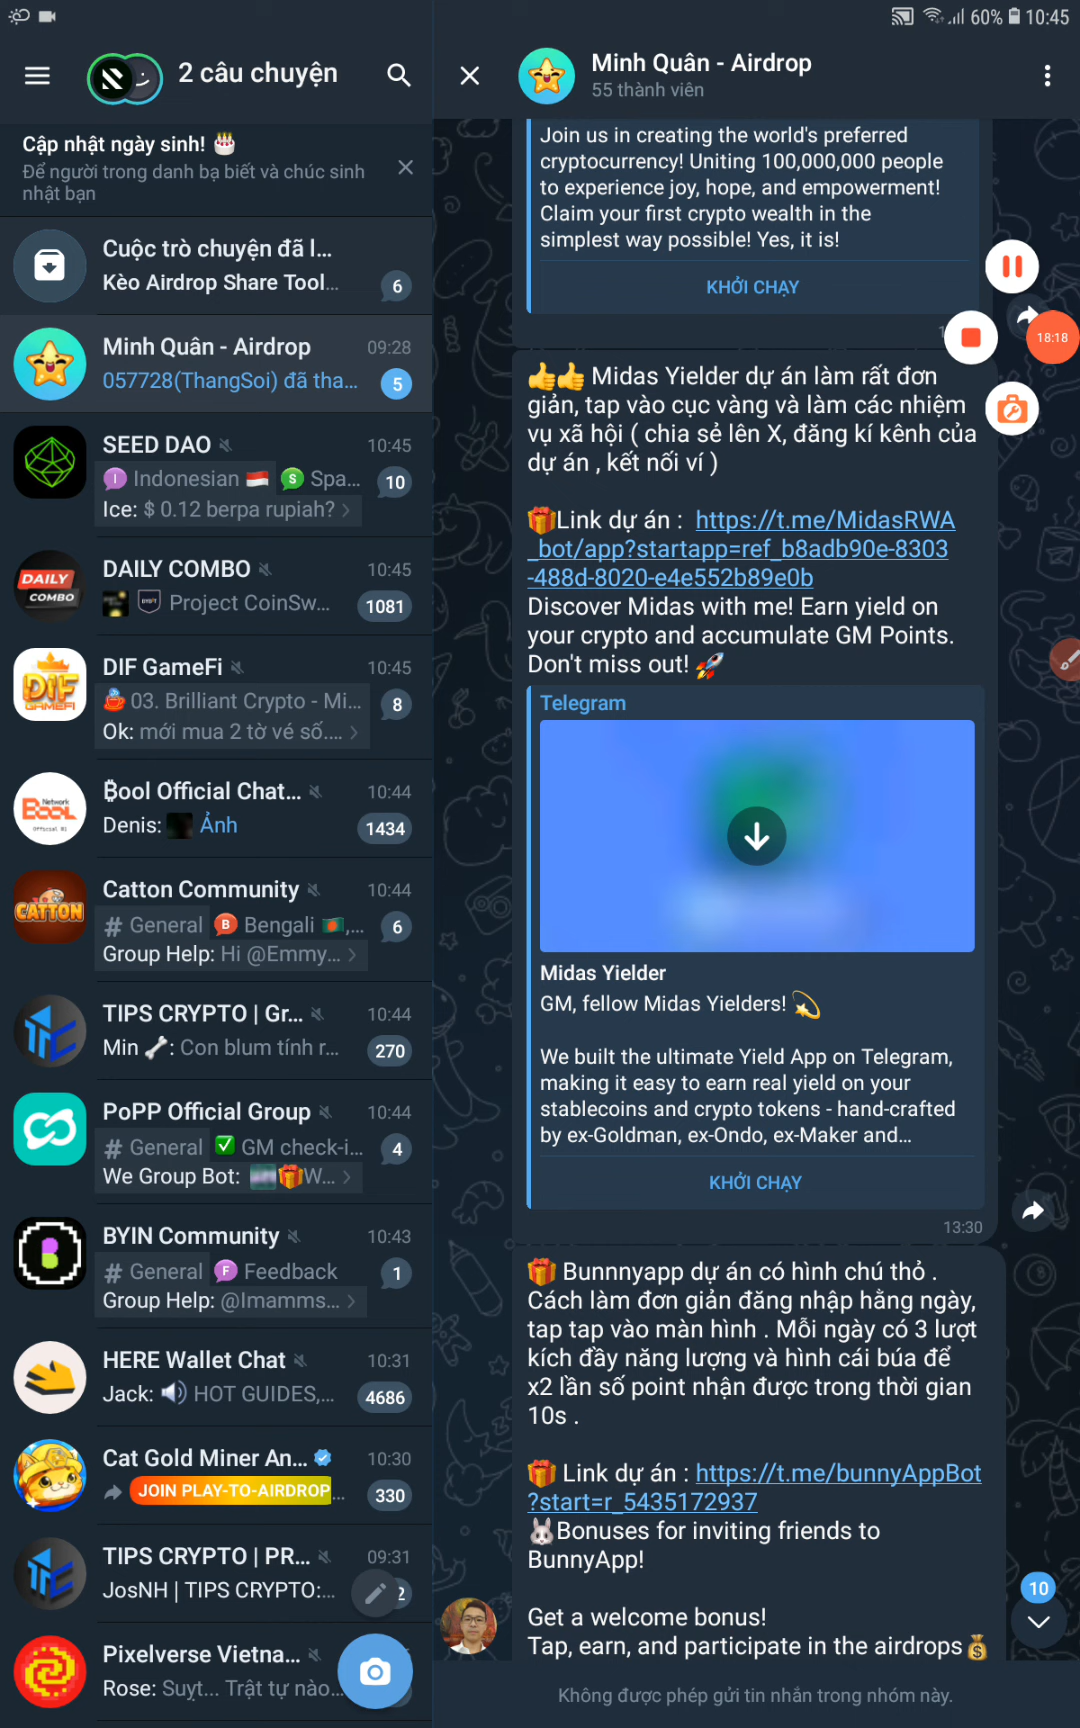 60% 10:45
2 câu chuyện
Cập nhật ngày sinh! 🎂
Để người trong danh bạ biết và chúc sinh
nhật bạn
Cuộc trò chuyện đã l...
Kèo Airdrop Share Tool...
6
Minh Quân - Airdrop
09:28
057728(ThangSoi) đã tha...
5
SEED DAO
10:45
I Indonesian 🇮🇩 S Spa...
10
Ice: $ 0.12 berpa rupiah? >
DAILY COMBO
DAILY COMBO
10:45
Project CoinSw...
1081
DIF GAMEFI
DIF GameFi
10:45
03. Brilliant Crypto - Mi...
8
Ok: mới mua 2 tờ vé số.... >
Network
BOOL
Official 01
₿ool Official Chat...
10:44
Denis: Ảnh
1434
CATTON
Catton Community
10:44
# General B Bengali 🇧🇩,...
6
Group Help: Hi @Emmy... >
TIPS CRYPTO | Gr...
10:44
Min 🦴: Con blum tính r...
270
PoPP Official Group
10:44
# General ✅ GM check-i...
4
We Group Bot: 🎁W... >
BYIN Community
10:43
# General F Feedback
1
Group Help: @Imamms... >
HERE Wallet Chat
10:31
Jack: 🔊 HOT GUIDES,...
4686
Cat Gold Miner An...
10:30
JOIN PLAY-TO-AIRDROP...
330
TIPS CRYPTO | PR...
09:31
JosNH | TIPS CRYPTO:...
2
Pixelverse Vietna...
Rose: Suỵt... Trật tự nào...
Minh Quân - Airdrop
55 thành viên
Join us in creating the world's preferred
cryptocurrency! Uniting 100,000,000 people
to experience joy, hope, and empowerment!
Claim your first crypto wealth in the
simplest way possible! Yes, it is!
KHỞI CHẠY
18:18
👍👍 Midas Yielder dự án làm rất đơn
giản, tap vào cục vàng và làm các nhiệm
vụ xã hội ( chia sẻ lên X, đăng kí kênh của
dự án , kết nối ví )
🎁Link dự án : https://t.me/MidasRWA
_bot/app?startapp=ref_b8adb90e-8303
-488d-8020-e4e552b89e0b
Discover Midas with me! Earn yield on
your crypto and accumulate GM Points.
Don't miss out! 🚀
Telegram
Midas Yielder
GM, fellow Midas Yielders! 💫
We built the ultimate Yield App on Telegram,
making it easy to earn real yield on your
stablecoins and crypto tokens - hand-crafted
by ex-Goldman, ex-Ondo, ex-Maker and...
KHỞI CHẠY
13:30
🎁 Bunnnyapp dự án có hình chú thỏ .
Cách làm đơn giản đăng nhập hằng ngày,
tap tap vào màn hình . Mỗi ngày có 3 lượt
kích đầy năng lượng và hình cái búa để
x2 lần số point nhận được trong thời gian
10s .
🎁 Link dự án : https://t.me/bunnyAppBot
?start=r_5435172937
🐰Bonuses for inviting friends to
BunnyApp!
Get a welcome bonus!
Tap, earn, and participate in the airdrops💰
10
Không được phép gửi tin nhắn trong nhóm này.